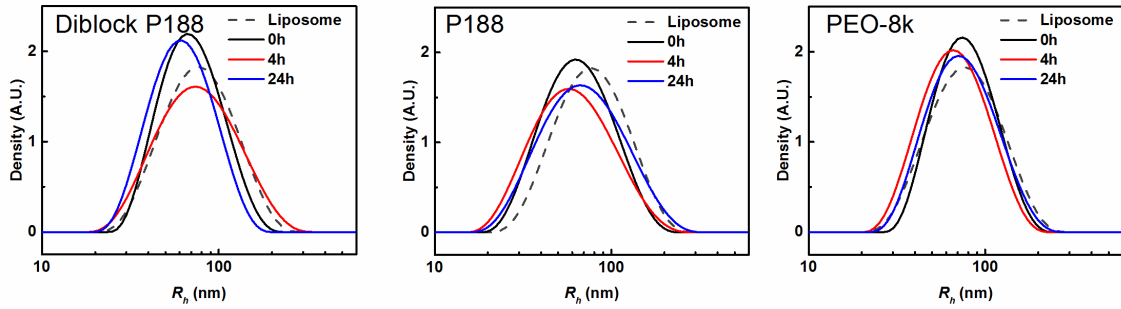 Diblock P188
Liposome
0h
4h
24h
Density (A.U.)
2
1
0
10
100
Rh (nm)
P188
Liposome
0h
4h
24h
Density (A.U.)
2
1
0
10
100
Rh (nm)
PEO-8k
Liposome
0h
4h
24h
Density (A.U.)
2
1
0
10
100
Rh (nm)